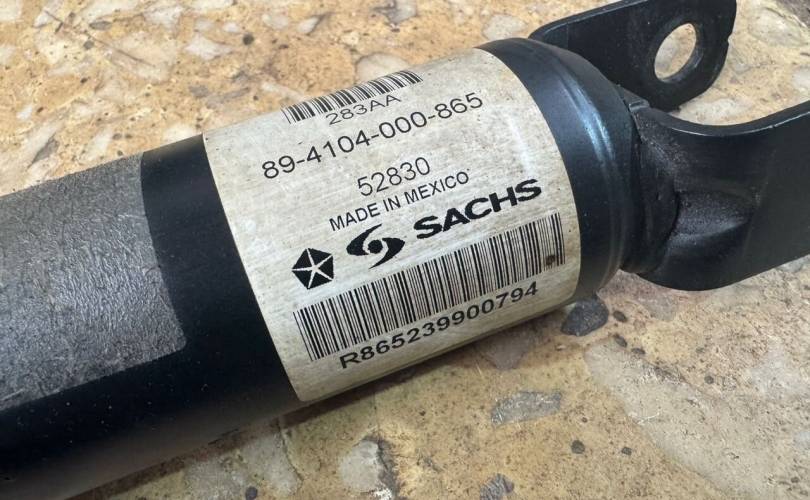 283AA
89-4104-000-865
52830
MADE IN MEXICO
SACHS
R865239900794